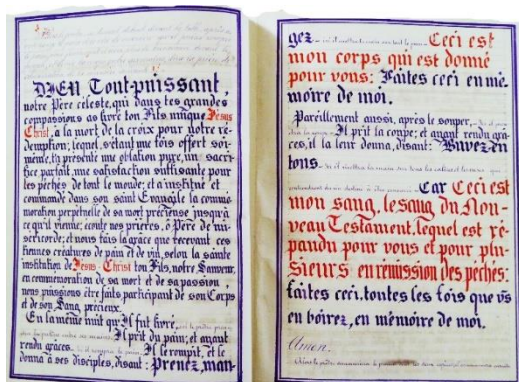 DIEU Tout-puissant,
notre Père céleste, qui dans tes grandes
compassions as livré ton Fils unique Jesus
Christ, à la mort de la croix pour notre ré-
demption; lequel, s'étant une fois offert soi-
même, t'a présenté une oblation pure, un sacri-
fice parfait, une satisfaction suffisante pour
les péchés de tout le monde; et a institué et
commandé dans son saint Evangile la commé-
moration perpétuelle de sa mort précieuse jusqu'à
ce qu'il vienne; écoute nos prières, ô Père de mi-
séricorde; et nous fais la grace que recevant ces
tiennes créatures de pain et de vin, selon la sainte
institution de Jesus-Christ ton Fils, notre Sauveur,
en commemoration de sa mort et de sa passion,
nous puissions être faits participans de son Corps
et de son Sang précieux.
En la même nuit qu'Il fut livré,
Il prit du pain; et ayant
rendu graces, Il le rompit, et le
donna à ses disciples, disant: Prenez, man-
gez Ceci est
mon corps qui est donné
pour vous: Faites ceci en mé-
moire de moi.
Pareillement aussi, après le souper,
Il prit la coupe; et ayant rendu grâ-
ces, il la leur donna, disant: Buvez-en
tous
Car Ceci est
mon sang, le sang du Nou-
veau Testament, lequel est ré-
pandu pour vous et pour plu-
sieurs en rémission des péchés:
faites ceci, toutes les fois que vs
en boirez, en mémoire de moi.
Amen.